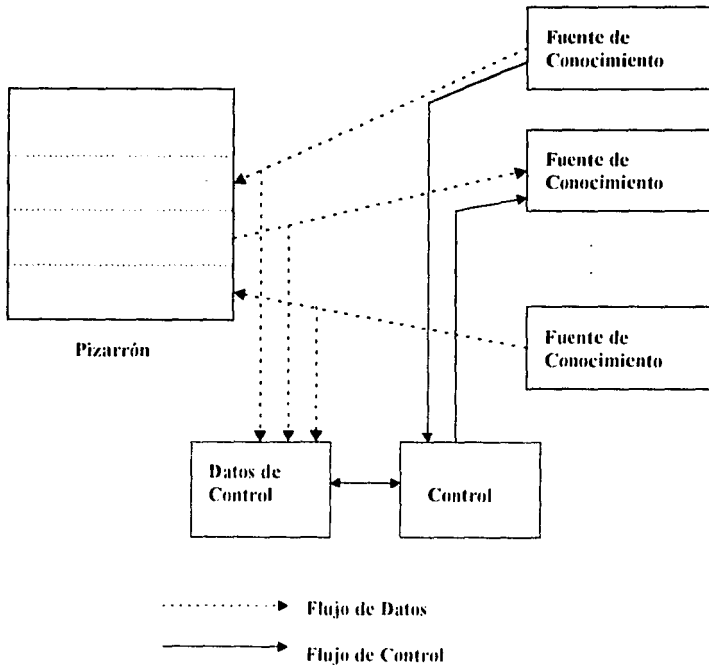 Fuente de
Conocimiento
Fuente de
Conocimiento
Fuente de
Conocimiento
Pizarrón
Datos de
Control
Control
Flujo de Datos
Flujo de Control